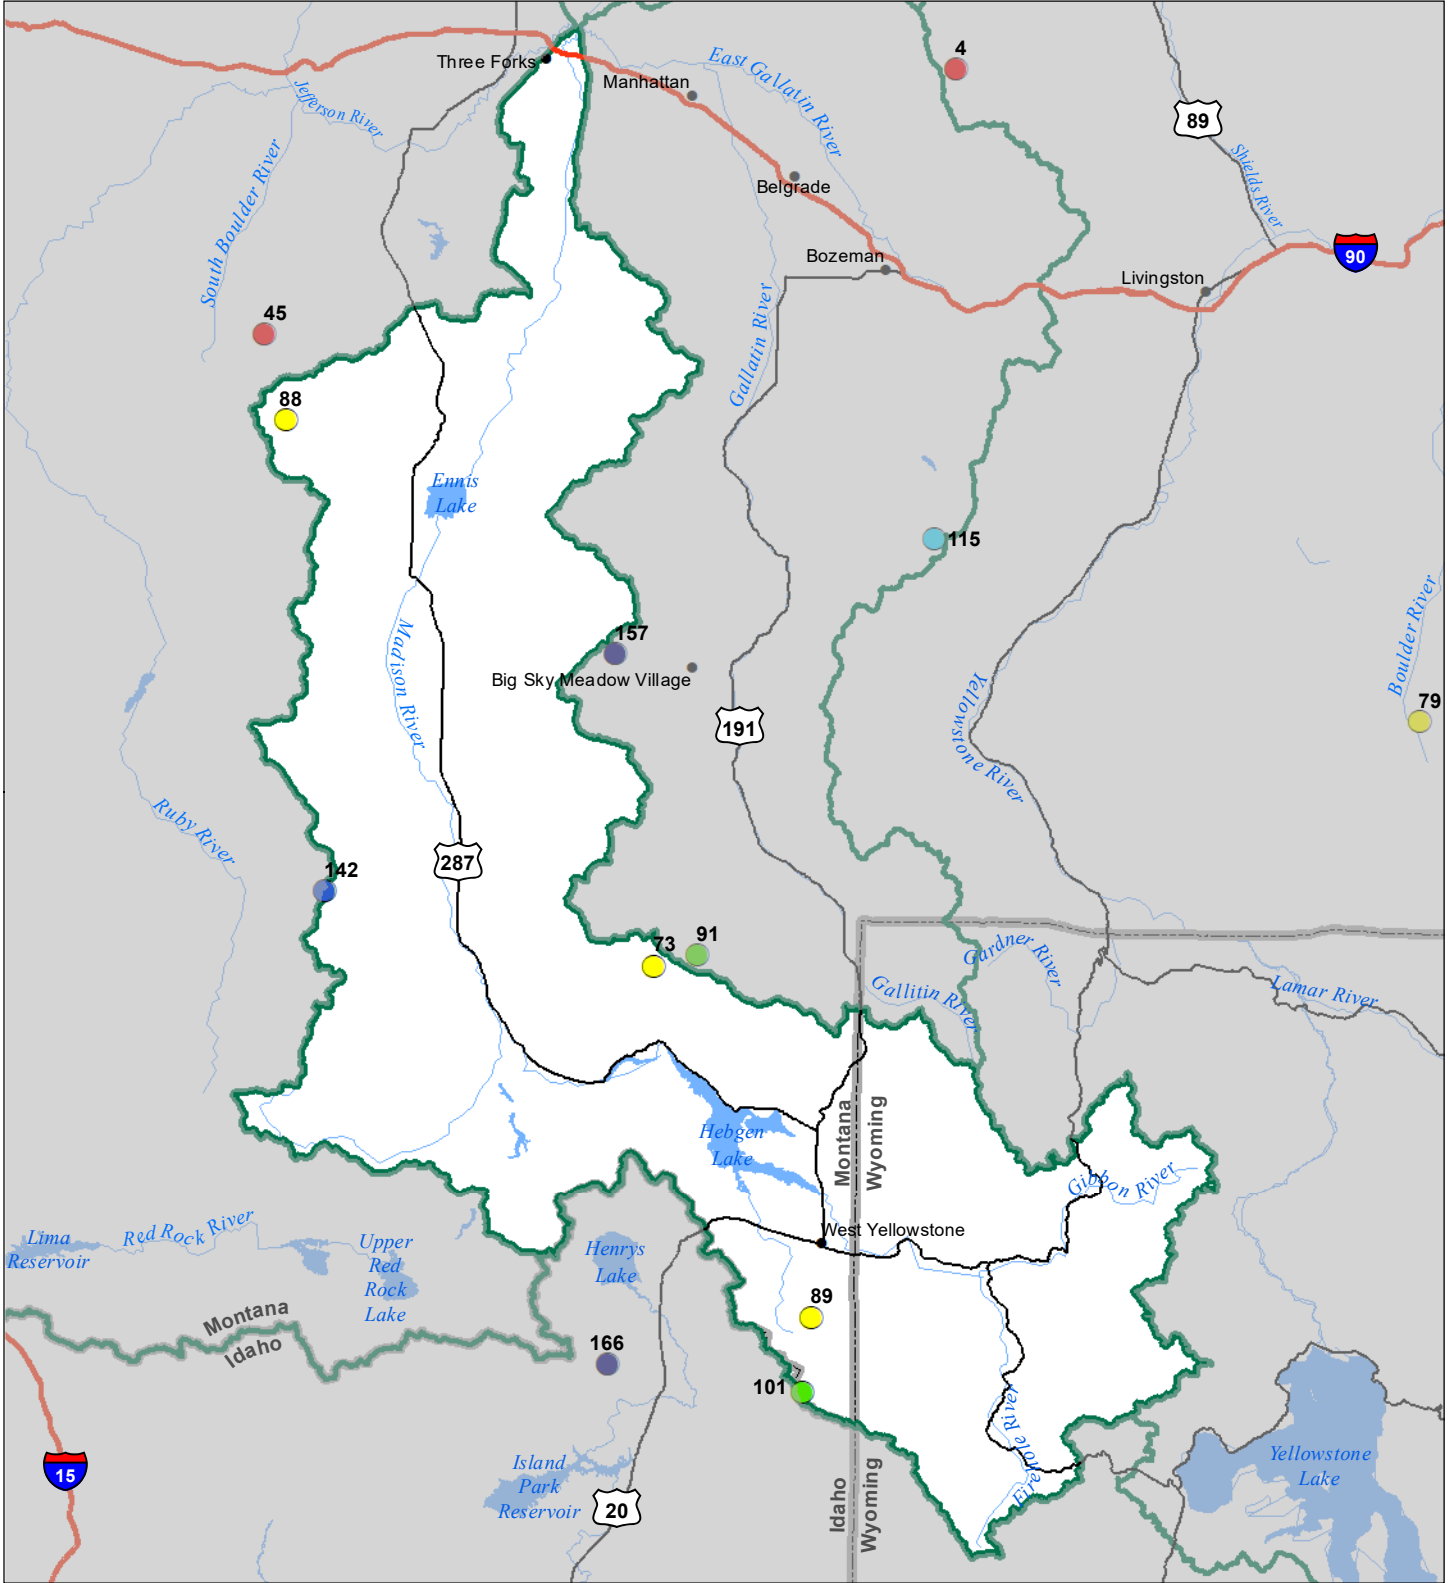 4
Three Forks
East Gallatin River
Manhattan
Jefferson River
89
Shields River
South Boulder River
Belgrade
Bozeman
90
Livingston
45
Gallatin River
88
Ennis
Lake
115
Madison River
157
Big Sky Meadow Village
Boulder River
Yellowstone River
79
191
Ruby River
287
142
91
73
Gardner River
Gallitin River
Lamar River
Montana
Wyoming
Hebgen
Lake
Gibbon River
West Yellowstone
Red Rock River
Lima
Reservoir
Upper
Red
Rock
Lake
Henrys
Lake
89
Montana
Idaho
166
101
Firehole River
15
Island
Park
Reservoir
20
Idaho
Wyoming
Yellowstone
Lake